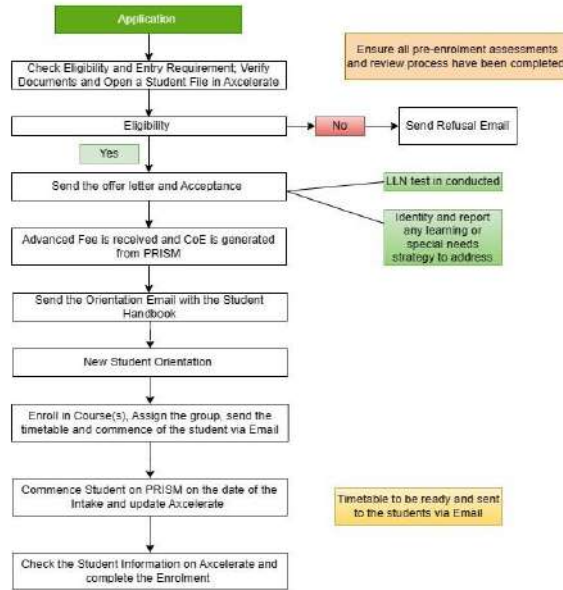 Application
Ensure all pre-enrolment assessments
and review process have been completed
Check Eligibility and Entry Requirement; Verify
Documents and Open a Student File in Axcelerate
Eligibility
No
Send Refusal Email
Yes
Send the offer letter and Acceptance
LLN test in conducted
Identity and report
any learning or
special needs
strategy to address
Advanced Fee is received and CoE is generated
from PRISM
Send the Orientation Email with the Student
Handbook
New Student Orientation
Enroll in Course(s), Assign the group, send the
timetable and commence of the student via Email
Commence Student on PRISM on the date of the
Intake and update Axcelerate
Timetable to be ready and sent
to the students via Email
Check the Student Information on Axcelerate and
complete the Enrolment